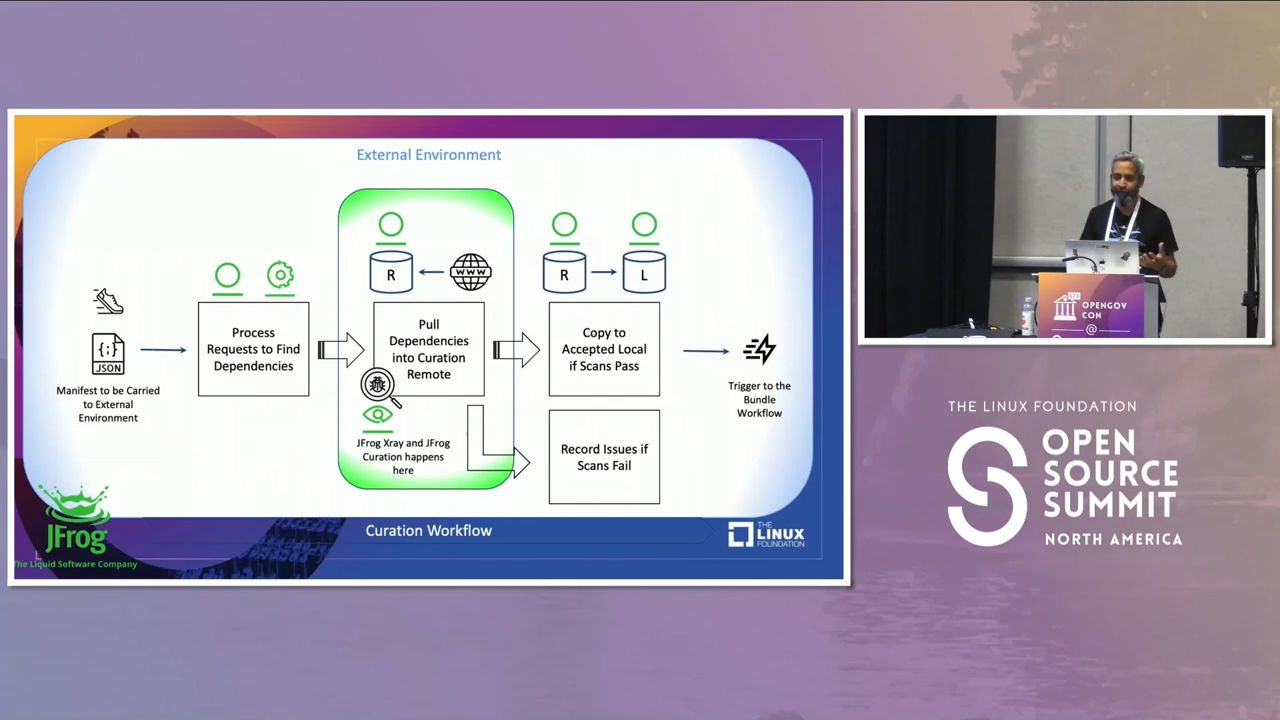 External Environment
R
WWW
R
L
{;}
JSON
Manifest to be Carried
to External
Environment
Process
Requests to Find
Dependencies
Pull
Dependencies
into Curation
Remote
JFrog Xray and JFrog
Curation happens
here
Copy to
Accepted Local
if Scans Pass
Record Issues if
Scans Fail
Trigger to the
Bundle
Workflow
JFrog
The Liquid Software Company
Curation Workflow
THE
LINUX
FOUNDATION
OPENGOV
CON
@
THE LINUX FOUNDATION
OPEN
SOURCE
SUMMIT
NORTH AMERICA